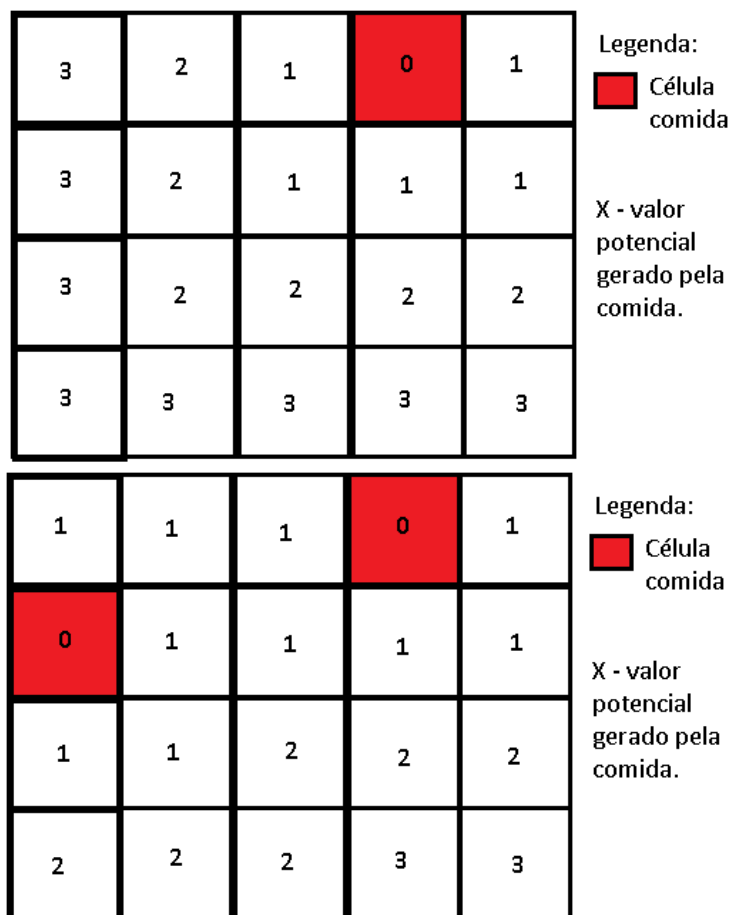 3 2 1 0 1
3 2 1 1 1
3 2 2 2 2
3 3 3 3 3
Legenda:
Célula
comida
X - valor
potencial
gerado pela
comida.
1 1 1 0 1
0 1 1 1 1
1 1 2 2 2
2 2 2 3 3
Legenda:
Célula
comida
X - valor
potencial
gerado pela
comida.